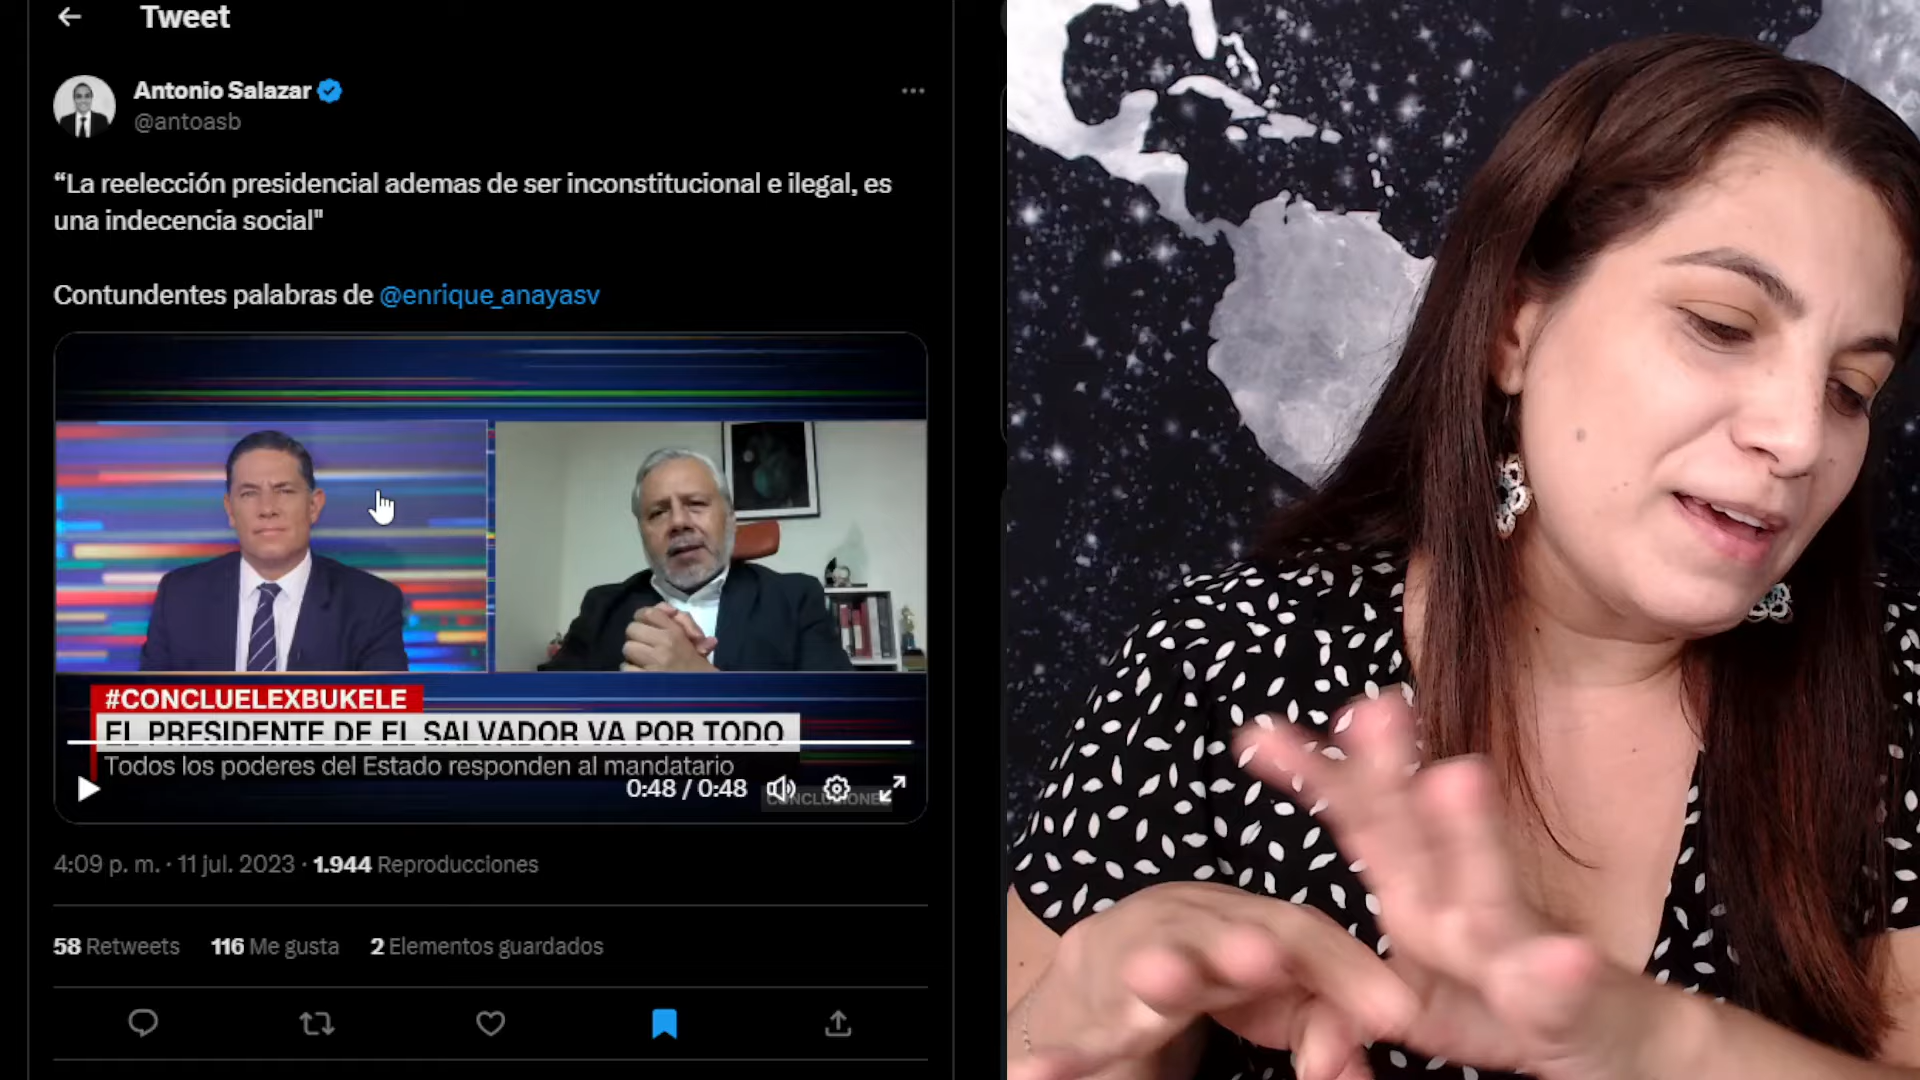 Tweet
Antonio Salazar
@antoasb
“La reelección presidencial ademas de ser inconstitucional e ilegal, es
una indecencia social"
Contundentes palabras de @enrique_anayasv
#CONCLUELEXBUKELE
EL PRESIDENTE DE EL SALVADOR VA POR TODO
Todos los poderes del Estado responden al mandatario
0:48 / 0:48
CONCLUSIONES
4:09 p. m. · 11 jul. 2023 · 1.944 Reproducciones
58 Retweets 116 Me gusta 2 Elementos guardados